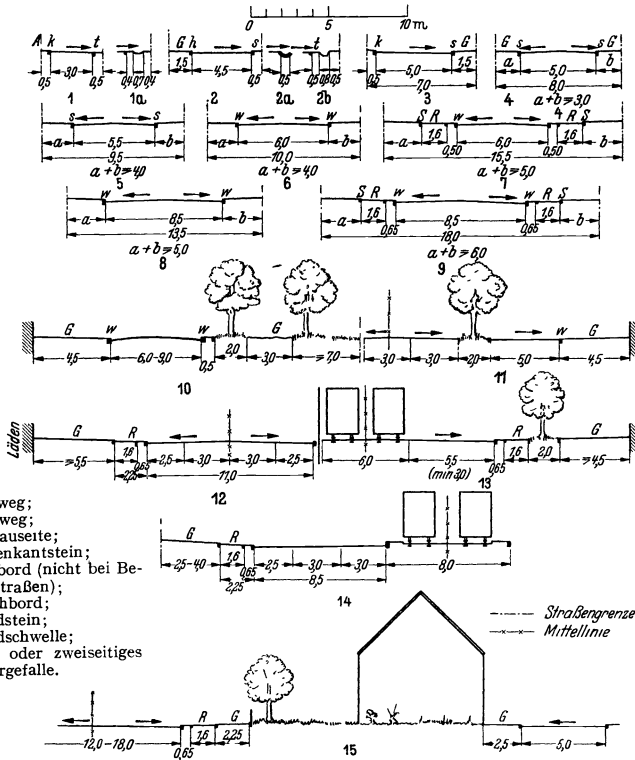 0 5 10 m
A k t G h s t k s G G s s G
0,5 3,0 0,5 0,4 0,7 0,4 1,5 4,5 0,5 0,5 0,5 0,8 0,5 0,5 5,0 1,5 a 5,0 b
7,0 8,0
1 1a 2 2a 2b 3 4 a+b=3,0
s s w w S R w w R S
a 5,5 b a 6,0 b a 1,6 6,0 1,6 b
0,50 0,50
9,5 10,0 15,5
a+b=4,0 a+b=4,0 a+b=5,0
5 6 7
w w S R w w R S
a 8,5 b a 1,6 8,5 1,6 b
0,65 0,65
13,5 18,0
a+b=5,0 a+b=6,0
8 9
G w w G w G
4,5 6,0-9,0 0,5 2,0 3,0 ≥7,0 3,0 3,0 2,0 5,0 4,5
10 11
Läden
G R R G
≥5,5 1,6 0,65 2,5 3,0 3,0 2,5 6,0 5,5 0,65 1,6 2,0 ≥4,5
2,25 11,0 (min 3,0)
12 13
weg;
weg;
auseite;
enkantstein;
bord (nicht bei Be-
traßen);
hbord;
dstein;
dschwelle;
oder zweiseitiges
ergefalle.
G R
2,5-4,0 1,6 0,65 2,5 3,0 3,0 8,0
2,25 8,5
14
Straßengrenze
Mittellinie
R G G
12,0-18,0 1,6 2,25 2,5 5,0
0,65
15